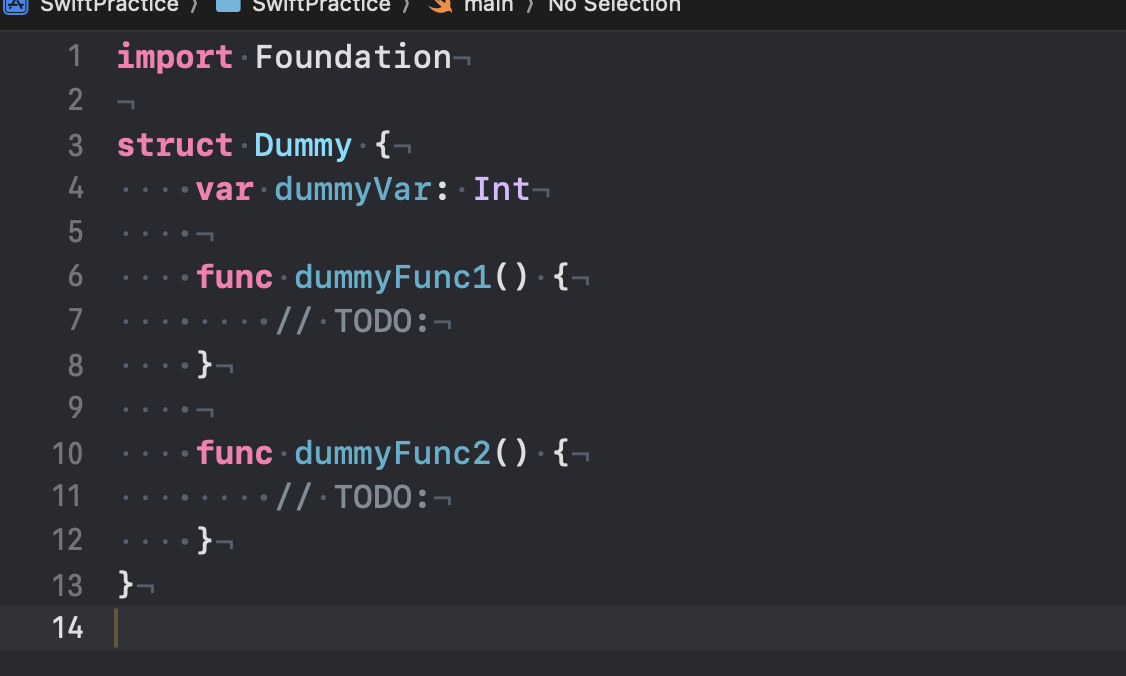 SwiftPractice 〉 SwiftPractice 〉 main 〉 No Selection
1 import Foundation¬
2 ¬
3 struct Dummy {¬
4     var dummyVar: Int¬
5     ¬
6     func dummyFunc1() {¬
7         // TODO:¬
8     }¬
9     ¬
10     func dummyFunc2() {¬
11         // TODO:¬
12     }¬
13 }¬
14